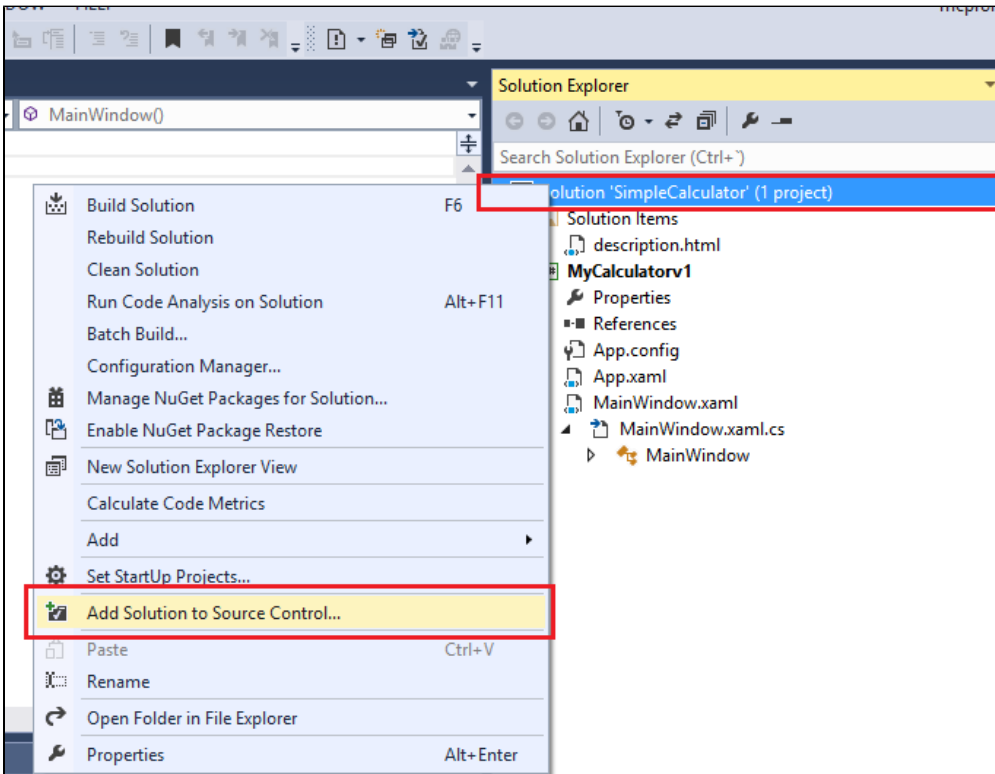 MainWindow()
Build Solution F6
Rebuild Solution
Clean Solution
Run Code Analysis on Solution Alt+F11
Batch Build...
Configuration Manager...
Manage NuGet Packages for Solution...
Enable NuGet Package Restore
New Solution Explorer View
Calculate Code Metrics
Add
Set StartUp Projects...
Add Solution to Source Control...
Paste Ctrl+V
Rename
Open Folder in File Explorer
Properties Alt+Enter
Solution Explorer
Search Solution Explorer (Ctrl+`)
olution 'SimpleCalculator' (1 project)
Solution Items
description.html
MyCalculatorv1
Properties
References
App.config
App.xaml
MainWindow.xaml
MainWindow.xaml.cs
MainWindow